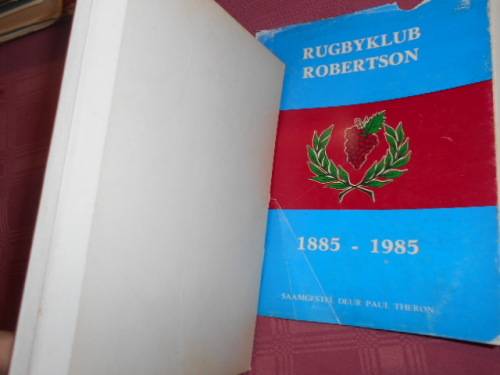 RUGBYKLUB
ROBERTSON
1885 - 1985
SAAMGESTEL DEUR PAUL THERON